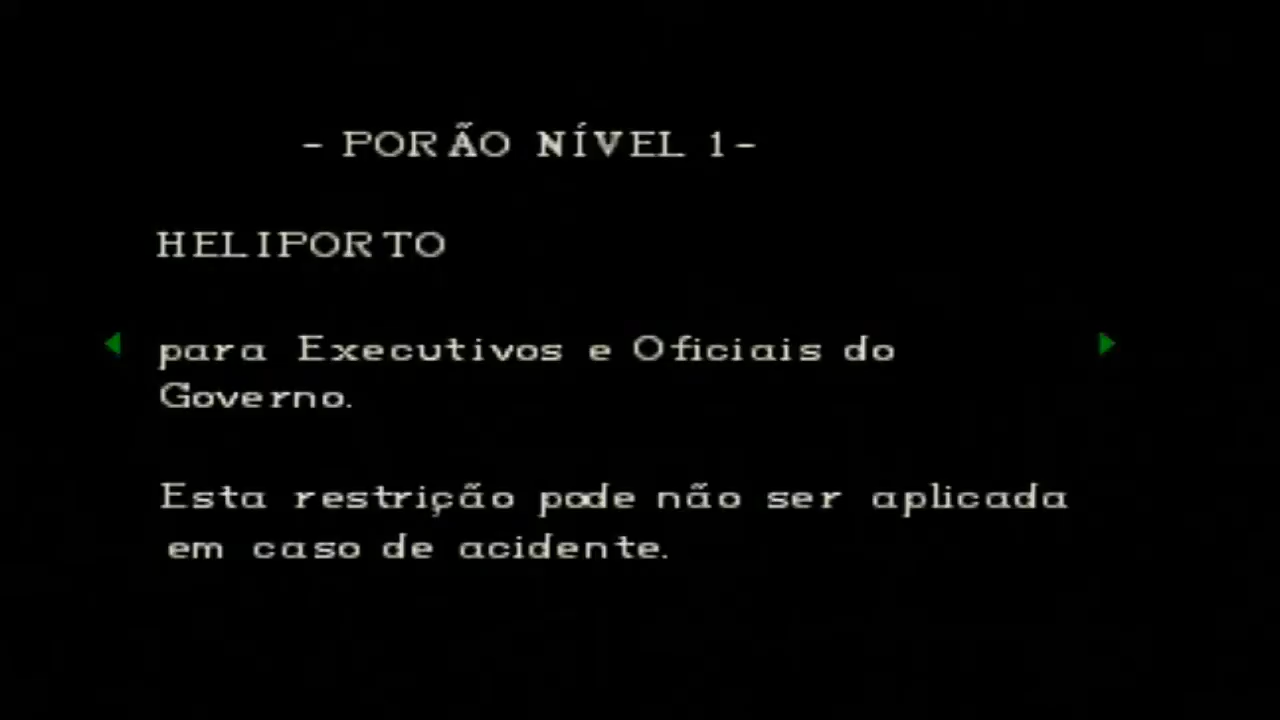 - PORÃO NÍVEL 1-
HELIPORTO
para Executivos e Oficiais do
Governo.
Esta restrição pode não ser aplicada
em caso de acidente.